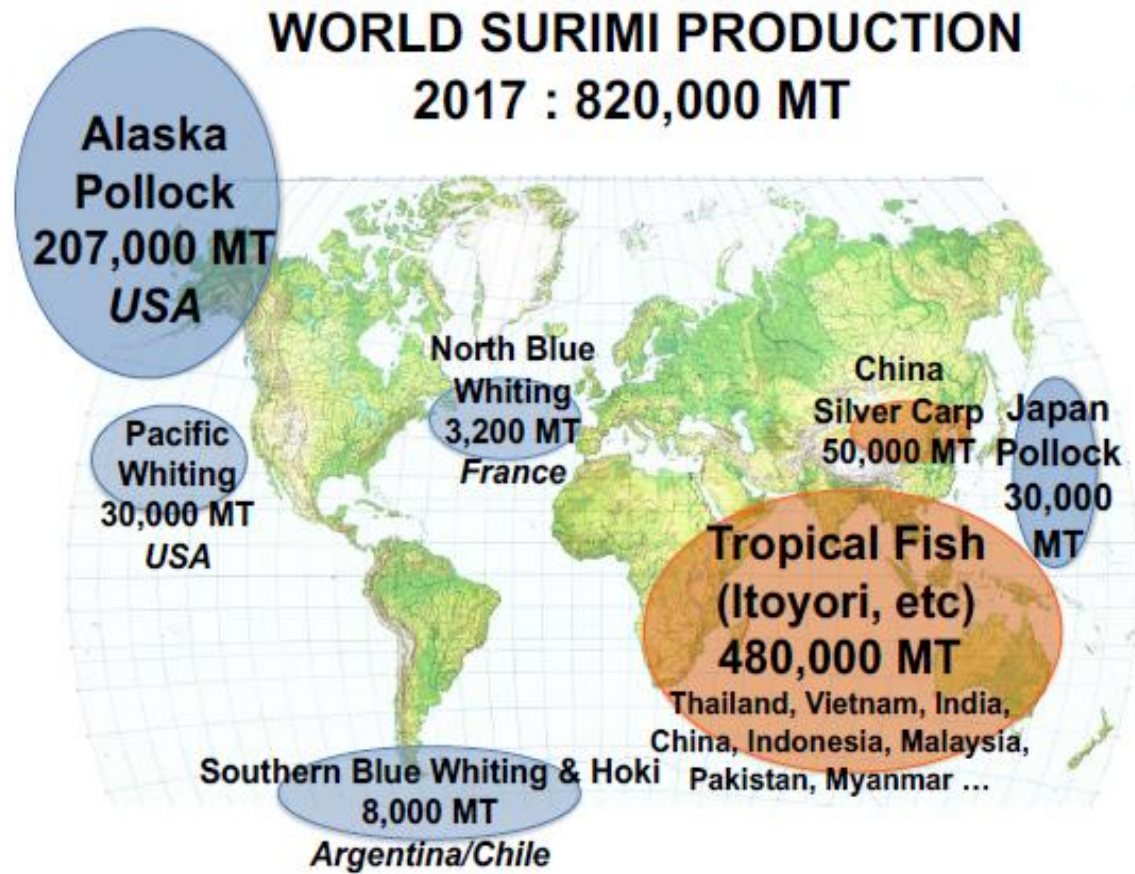 WORLD SURIMI PRODUCTION
2017 : 820,000 MT
Alaska
Pollock
207,000 MT
USA
North Blue
Whiting
3,200 MT
France
China
Silver Carp
50,000 MT
Japan
Pollock
30,000
MT
Pacific
Whiting
30,000 MT
USA
Tropical Fish
(Itoyori, etc)
480,000 MT
Thailand, Vietnam, India,
China, Indonesia, Malaysia,
Pakistan, Myanmar ...
Southern Blue Whiting & Hoki
8,000 MT
Argentina/Chile